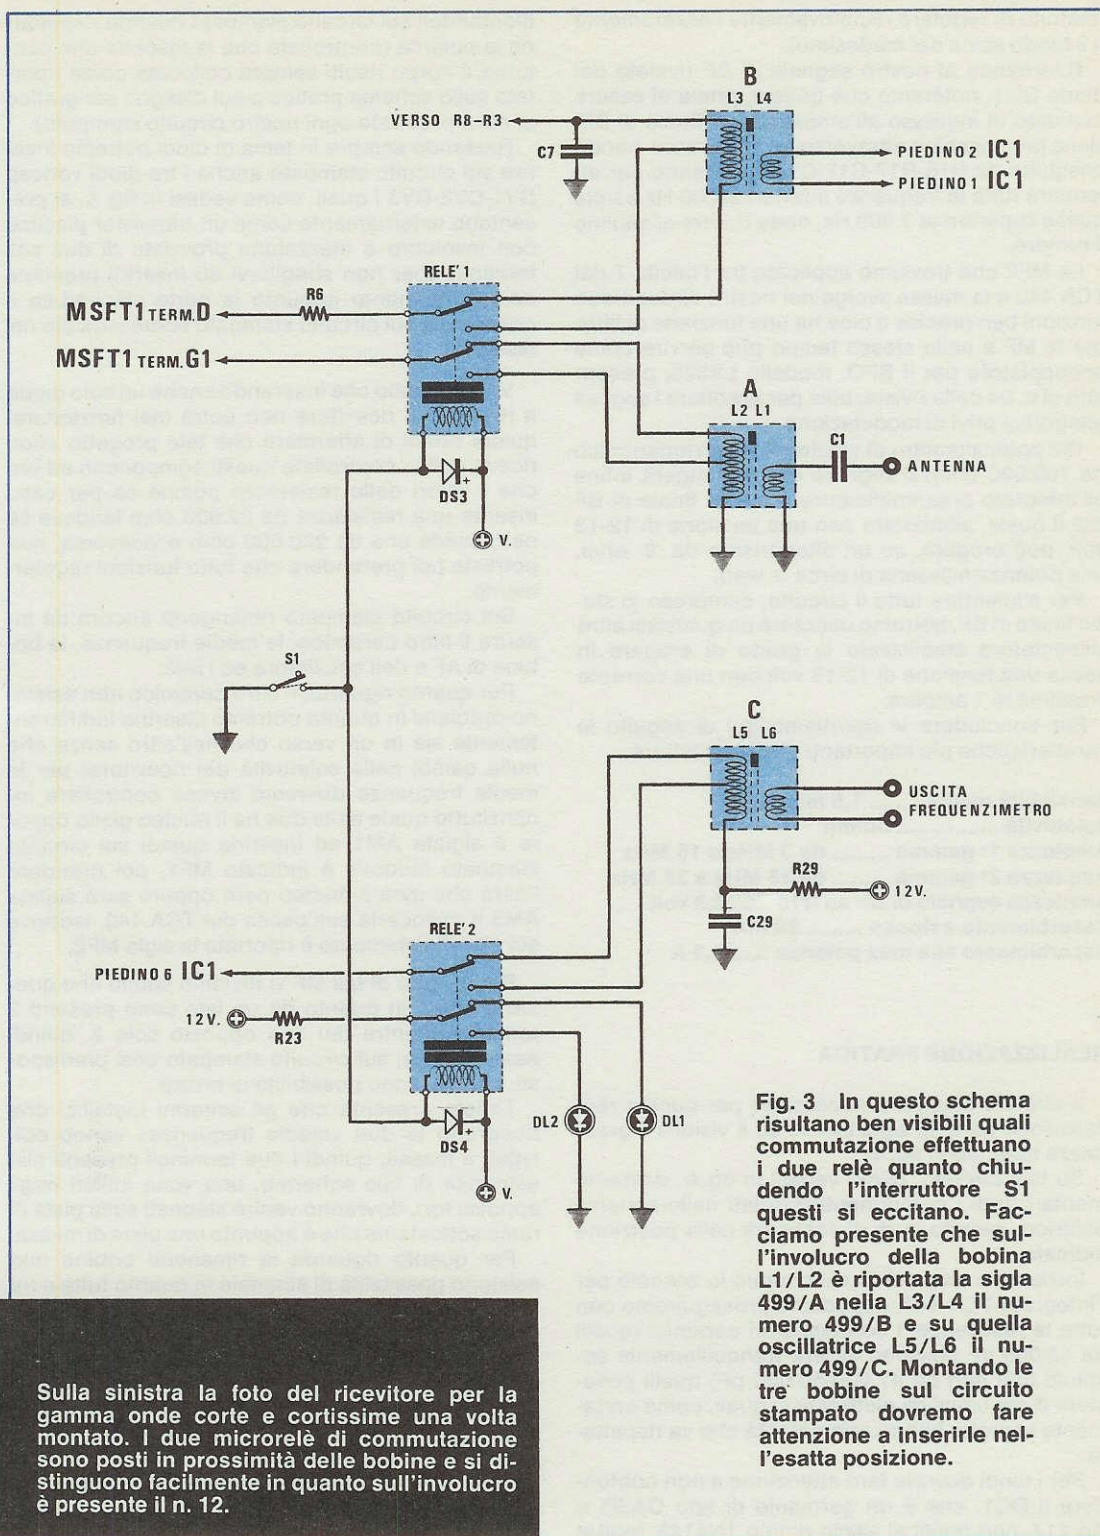 B
L3 L4
VERSO R8-R3
C7
PIEDINO 2 IC1
PIEDINO 1 IC1
RELE' 1
R6
MSFT1 TERM. D
MSFT1 TERM. G1
A
L2 L1
C1
ANTENNA
DS3
V.
S1
C
L5 L6
USCITA
FREQUENZIMETRO
R29
12 V.
C29
RELE' 2
PIEDINO 6 IC1
12 V.
R23
DS4
DL2
DL1
V.
Fig. 3 In questo schema
risultano ben visibili quali
commutazione effettuano
i due relè quanto chiu-
dendo l'interruttore S1
questi si eccitano. Fac-
ciamo presente che sul-
l'involucro della bobina
L1/L2 è riportata la sigla
499/A nella L3/L4 il nu-
mero 499/B e su quella
oscillatrice L5/L6 il nu-
mero 499/C. Montando le
tre bobine sul circuito
stampato dovremo fare
attenzione a inserirle nel-
l'esatta posizione.
Sulla sinistra la foto del ricevitore per la
gamma onde corte e cortissime una volta
montato. I due microrelè di commutazione
sono posti in prossimità delle bobine e si di-
stinguono facilmente in quanto sull'involucro
è presente il n. 12.